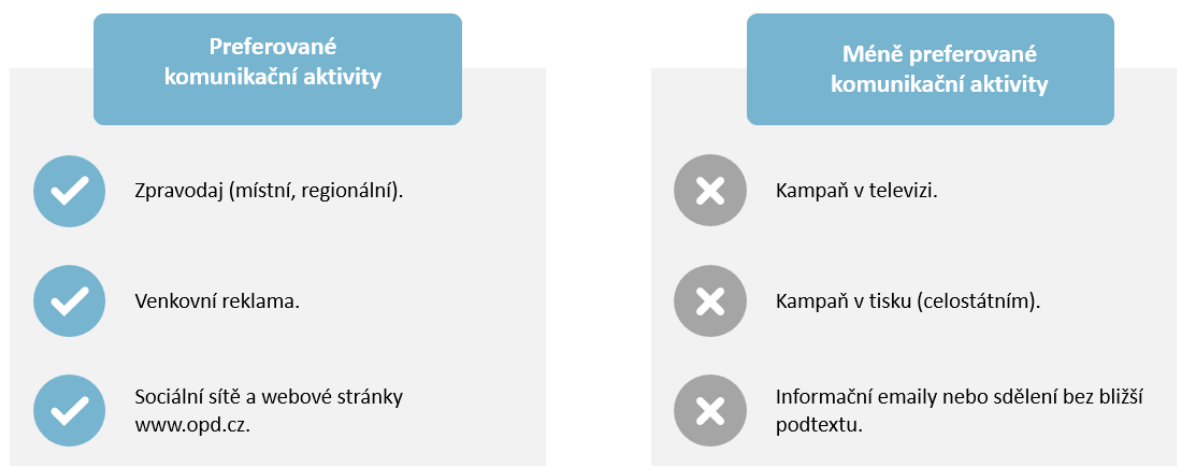 Preferované
komunikační aktivity
Zpravodaj (místní, regionální).
Venkovní reklama.
Sociální sítě a webové stránky
www.opd.cz.
Méně preferované
komunikační aktivity
Kampaň v televizi.
Kampaň v tisku (celostátním).
Informační emaily nebo sdělení bez bližší
podtextu.